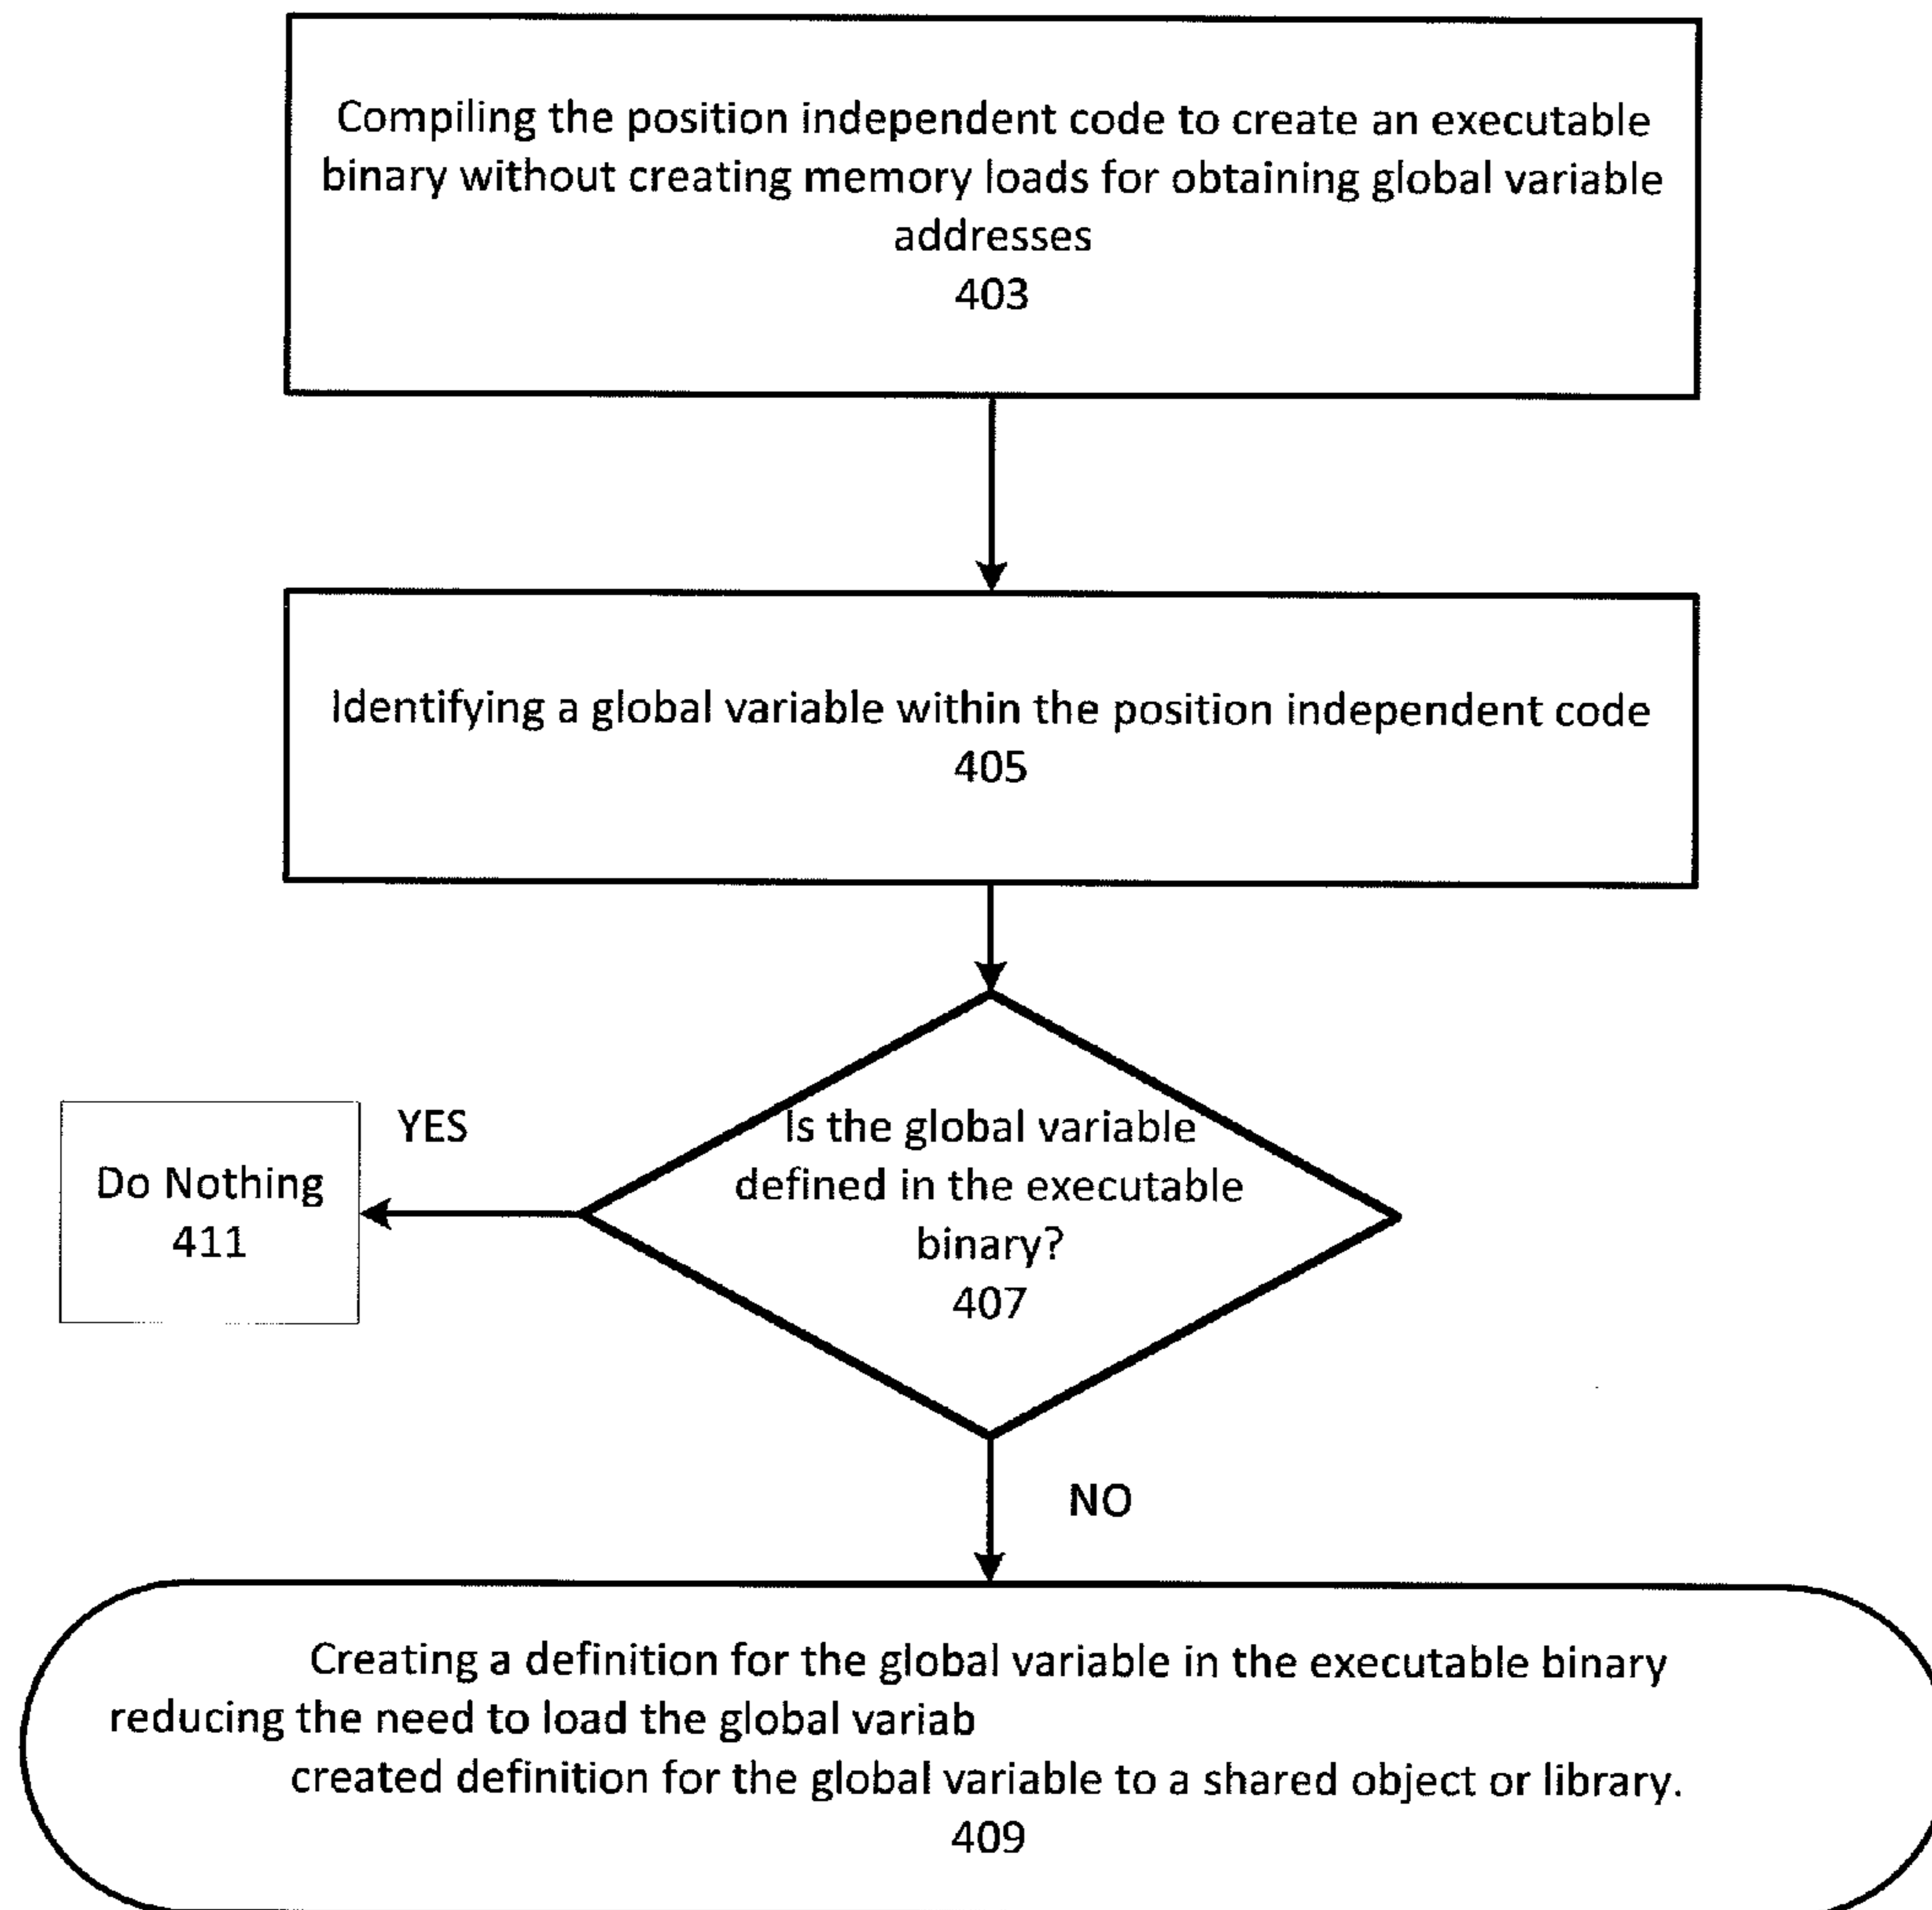 Compiling the position independent code to create an executable
binary without creating memory loads for obtaining global variable
addresses
403
Identifying a global variable within the position independent code
405
YES
Do Nothing
411
Is the global variable
defined in the executable
binary?
407
NO
Creating a definition for the global variable in the executable binary
reducing the need to load the global variab
created definition for the global variable to a shared object or library.
409